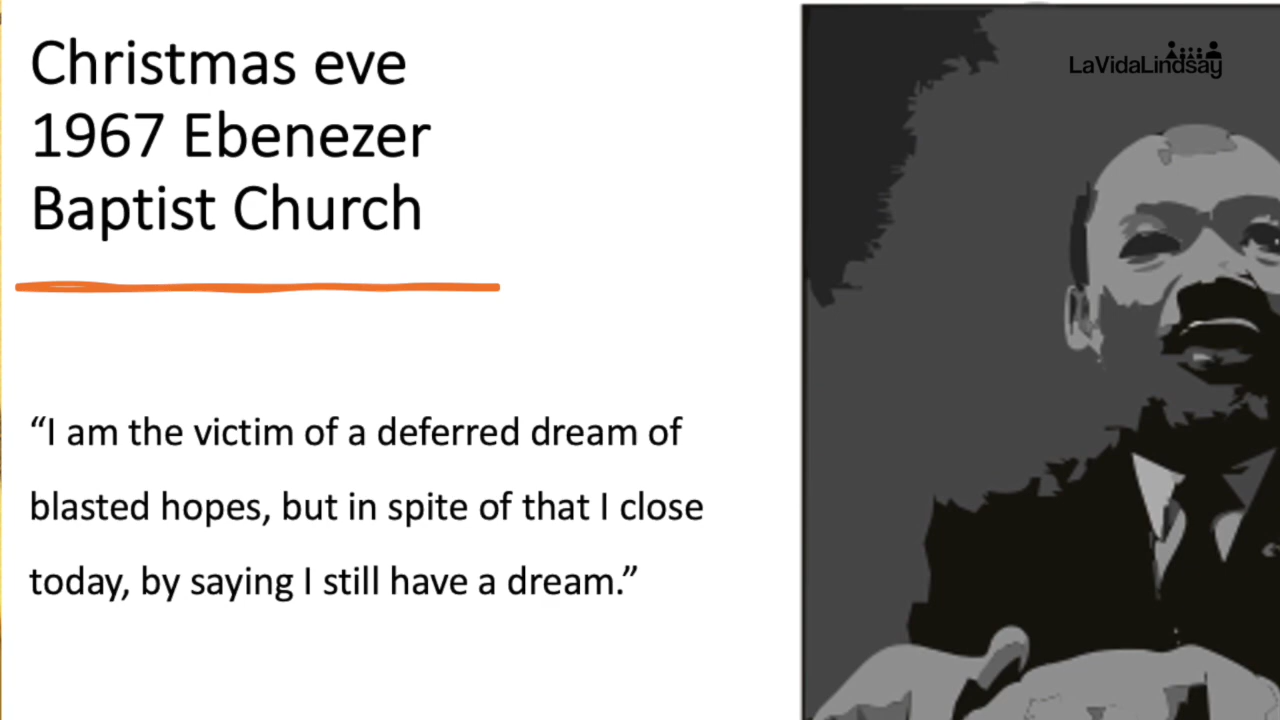 Christmas eve
1967 Ebenezer
Baptist Church
LaVidaLindsay
“I am the victim of a deferred dream of
blasted hopes, but in spite of that I close
today, by saying I still have a dream.”